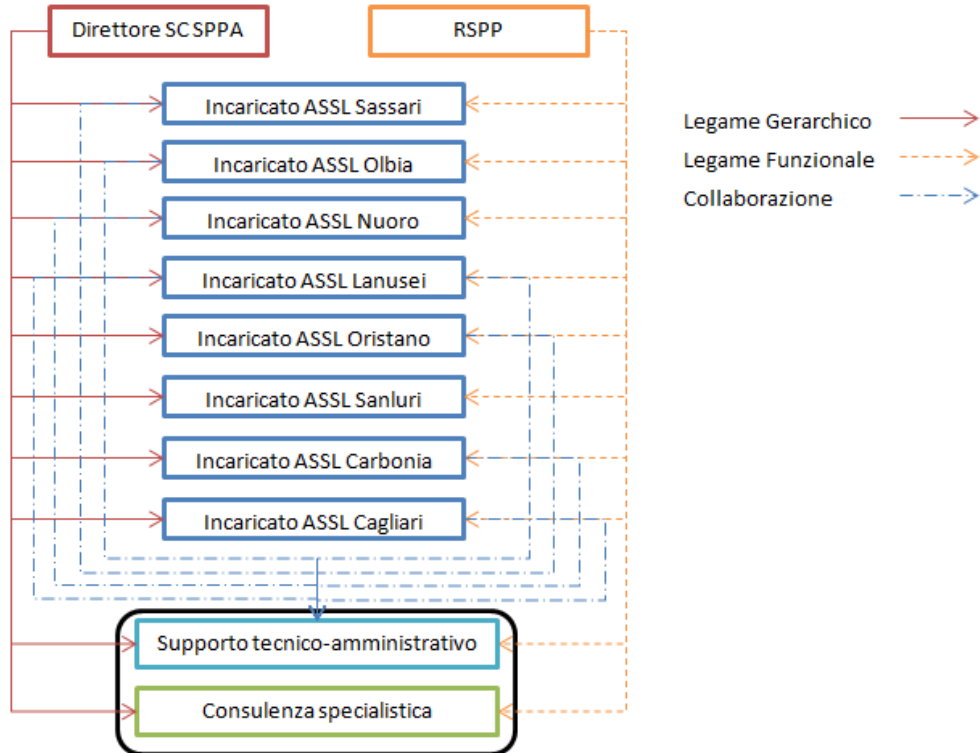 Direttore SC SPPA
RSPP
Incaricato ASSL Sassari
Incaricato ASSL Olbia
Incaricato ASSL Nuoro
Incaricato ASSL Lanusei
Incaricato ASSL Oristano
Incaricato ASSL Sanluri
Incaricato ASSL Carbonia
Incaricato ASSL Cagliari
Supporto tecnico-amministrativo
Consulenza specialistica
Legame Gerarchico
Legame Funzionale
Collaborazione